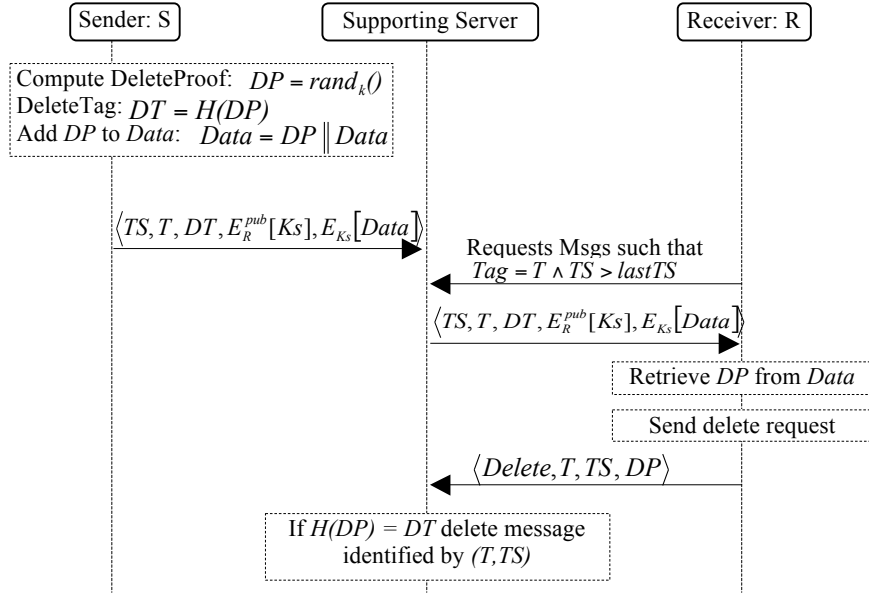 Sender: S
Supporting Server
Receiver: R
Compute DeleteProof: DP = rand_k()
DeleteTag: DT = H(DP)
Add DP to Data: Data = DP ∥ Data
⟨TS, T, DT, E_R^pub[Ks], E_Ks[Data]⟩
Requests Msgs such that
Tag = T ∧ TS > lastTS
⟨TS, T, DT, E_R^pub[Ks], E_Ks[Data]⟩
Retrieve DP from Data
Send delete request
⟨Delete, T, TS, DP⟩
If H(DP) = DT delete message
identified by (T,TS)